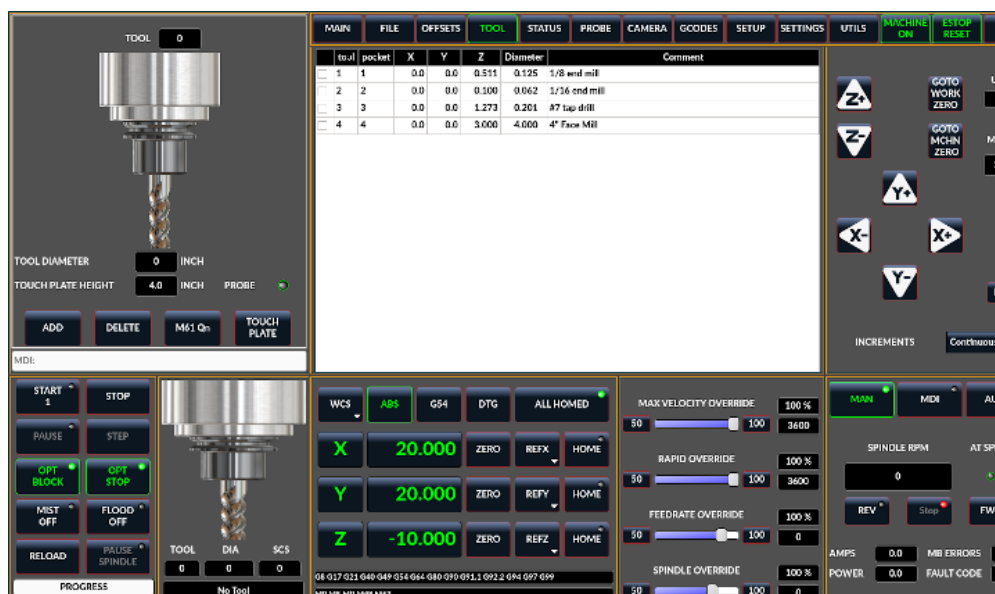 TOOL 0
MAIN FILE OFFSETS TOOL STATUS PROBE CAMERA GCODES SETUP SETTINGS UTILS MACHINE ON ESTOP RESET
tool pocket X Y Z Diameter Comment
1 1 0.0 0.0 0.511 0.125 1/8 end mill
2 2 0.0 0.0 0.100 0.062 1/16 end mill
3 3 0.0 0.0 1.273 0.201 #7 tap drill
4 4 0.0 0.0 3.000 4.000 4" Face Mill
TOOL DIAMETER 0 INCH
TOUCH PLATE HEIGHT 4.0 INCH PROBE
ADD DELETE M61 Qn TOUCH PLATE
MDI:
Z+
GOTO WORK ZERO
Z-
GOTO MCHN ZERO
Y+
X- X+
Y-
INCREMENTS Continuous
START 1 STOP
PAUSE STEP
OPT BLOCK OPT STOP
MIST OFF FLOOD OFF
RELOAD PAUSE SPINDLE
PROGRESS
TOOL DIA SCS
0 0 0
No Tool
WCS ABS G54 DTG ALL HOMED
X 20.000 ZERO REFX HOME
Y 20.000 ZERO REFY HOME
Z -10.000 ZERO REFZ HOME
G8 G17 G21 G40 G49 G54 G64 G80 G90 G91.1 G92.2 G94 G97 G99
MAX VELOCITY OVERRIDE 100 %
50 100 3600
RAPID OVERRIDE 100 %
50 100 3600
FEEDRATE OVERRIDE 100 %
50 100 0
SPINDLE OVERRIDE 100 %
50 100 0
MAN MDI AU
SPINDLE RPM AT SP
0
REV Stop FW
AMPS 0.0 MB ERRORS
POWER 0.0 FAULT CODE